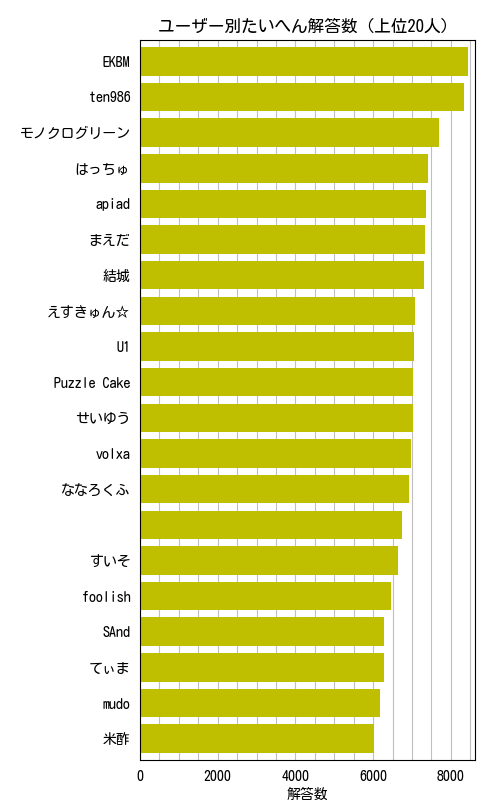 ユーザー別たいへん解答数（上位20人）
EKBM
ten986
モノクログリーン
はっちゅ
apiad
まえだ
結城
えすきゅん☆
U1
Puzzle Cake
せいゆう
volxa
ななろくふ
すいそ
foolish
SAnd
てぃま
mudo
米酢
0 2000 4000 6000 8000
解答数